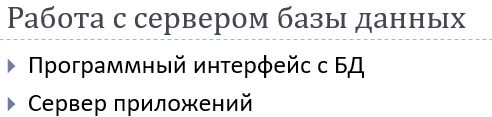 Работа с сервером базы данных
Программный интерфейс с БД
Сервер приложений